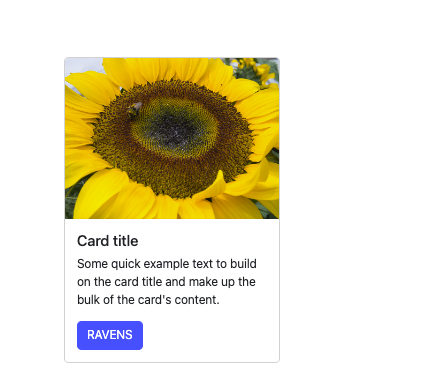 Card title
Some quick example text to build
on the card title and make up the
bulk of the card's content.
RAVENS